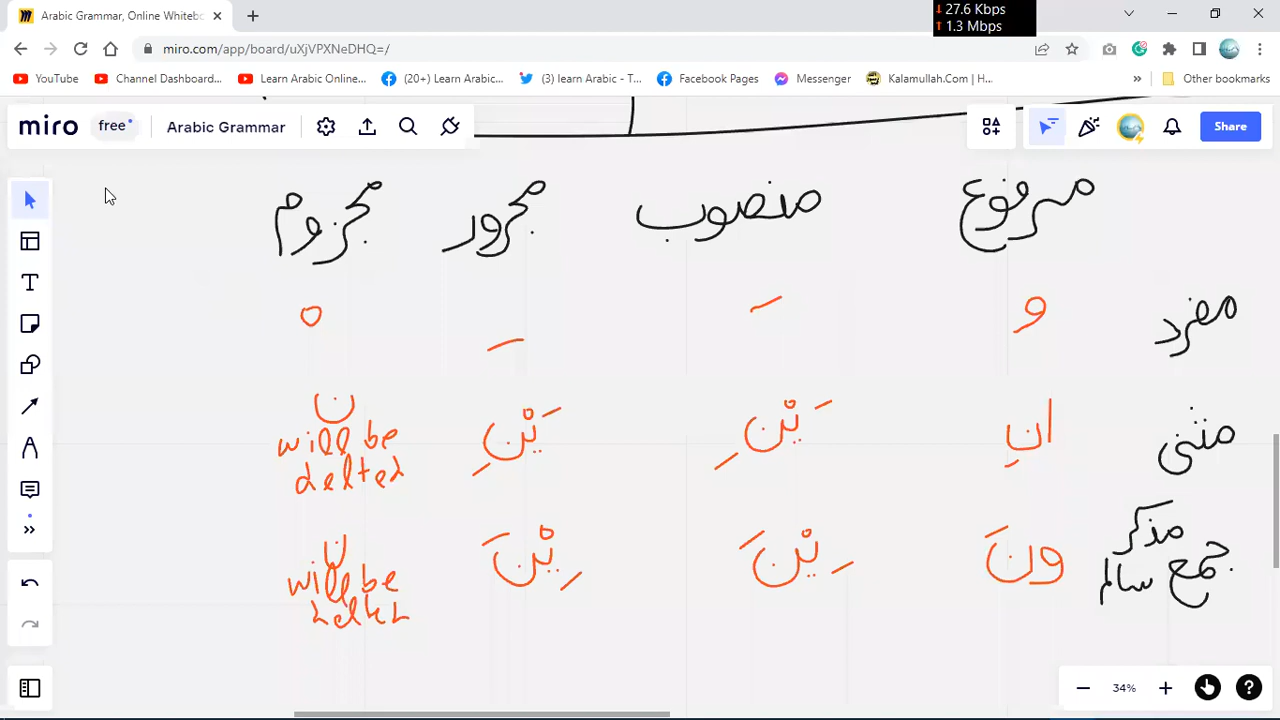 Arabic Grammar, Online Whitebo
27.6 Kbps
1.3 Mbps
miro.com/app/board/uXjVPXNeDHQ=/
YouTube Channel Dashboard... Learn Arabic Online... (20+) Learn Arabic... (3) learn Arabic - T... Facebook Pages Messenger Kalamullah.Com | H... » Other bookmarks
miro free Arabic Grammar Share
مرفوع منصوب مجرور مجزوم
مفرد ُ َ ِ ْ
مثنى انِ َيْنِ َيْنِ ن
will be
delted
جمع مذكر سالم ونَ ِيْنَ ِيْنَ ن
will be
34%